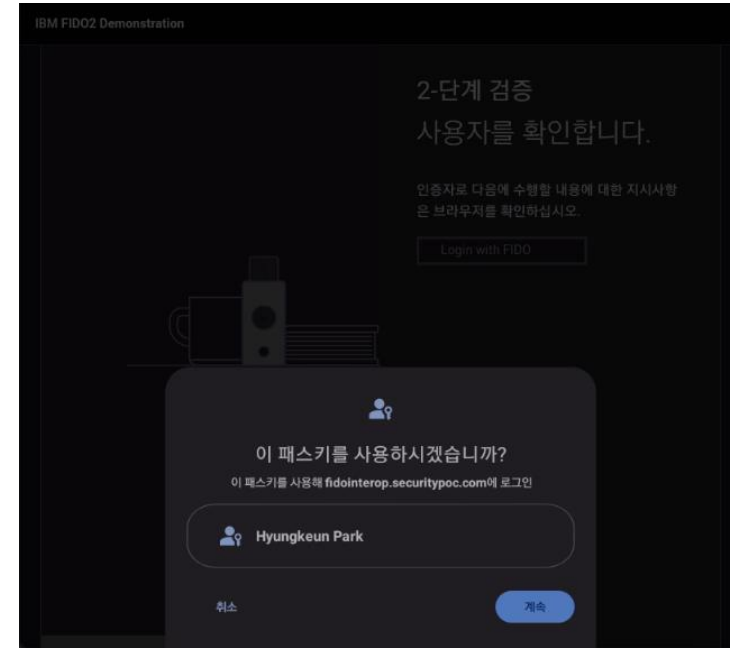 IBM FIDO2 Demonstration
2-단계 검증
사용자를 확인합니다.
인증자로 다음에 수행할 내용에 대한 지시사항
은 브라우저를 확인하십시오.
Login with FIDO
이 패스키를 사용하시겠습니까?
이 패스키를 사용해 fidointerop.securitypoc.com에 로그인
Hyungkeun Park
취소
계속